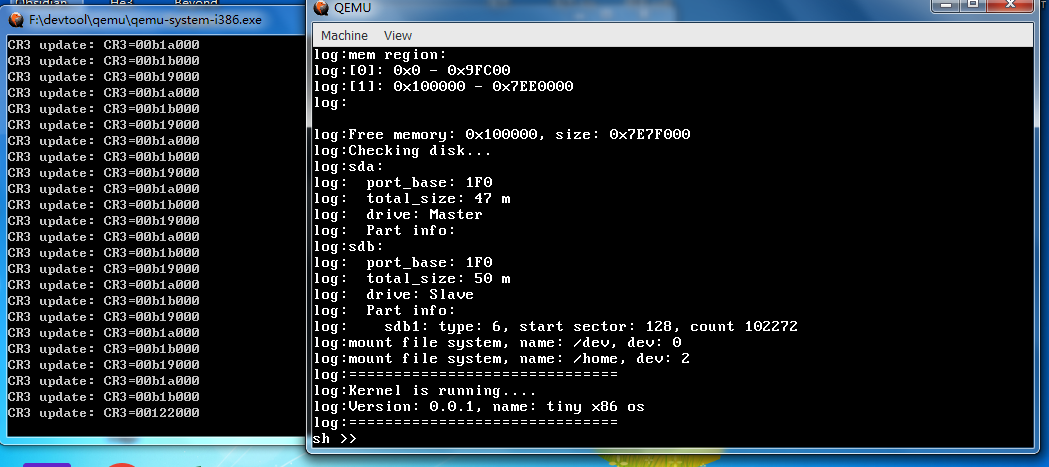 Obsidian
He3
Beyond
F:\devtool\qemu\qemu-system-i386.exe
CR3 update: CR3=00b1a000
CR3 update: CR3=00b1b000
CR3 update: CR3=00b19000
CR3 update: CR3=00b1a000
CR3 update: CR3=00b1b000
CR3 update: CR3=00b19000
CR3 update: CR3=00b1a000
CR3 update: CR3=00b1b000
CR3 update: CR3=00b19000
CR3 update: CR3=00b1a000
CR3 update: CR3=00b1b000
CR3 update: CR3=00b19000
CR3 update: CR3=00b1a000
CR3 update: CR3=00b1b000
CR3 update: CR3=00b19000
CR3 update: CR3=00b1a000
CR3 update: CR3=00b1b000
CR3 update: CR3=00b19000
CR3 update: CR3=00b1a000
CR3 update: CR3=00b1b000
CR3 update: CR3=00b19000
CR3 update: CR3=00b1a000
CR3 update: CR3=00b1b000
CR3 update: CR3=00122000
QEMU
Machine View
log:mem region:
log:[0]: 0x0 - 0x9FC00
log:[1]: 0x100000 - 0x7EE0000
log:
log:Free memory: 0x100000, size: 0x7E7F000
log:Checking disk...
log:sda:
log:  port_base: 1F0
log:  total_size: 47 m
log:  drive: Master
log:  Part info:
log:sdb:
log:  port_base: 1F0
log:  total_size: 50 m
log:  drive: Slave
log:  Part info:
log:    sdb1: type: 6, start sector: 128, count 102272
log:mount file system, name: /dev, dev: 0
log:mount file system, name: /home, dev: 2
log:==============================
log:Kernel is running....
log:Version: 0.0.1, name: tiny x86 os
log:==============================
sh >>